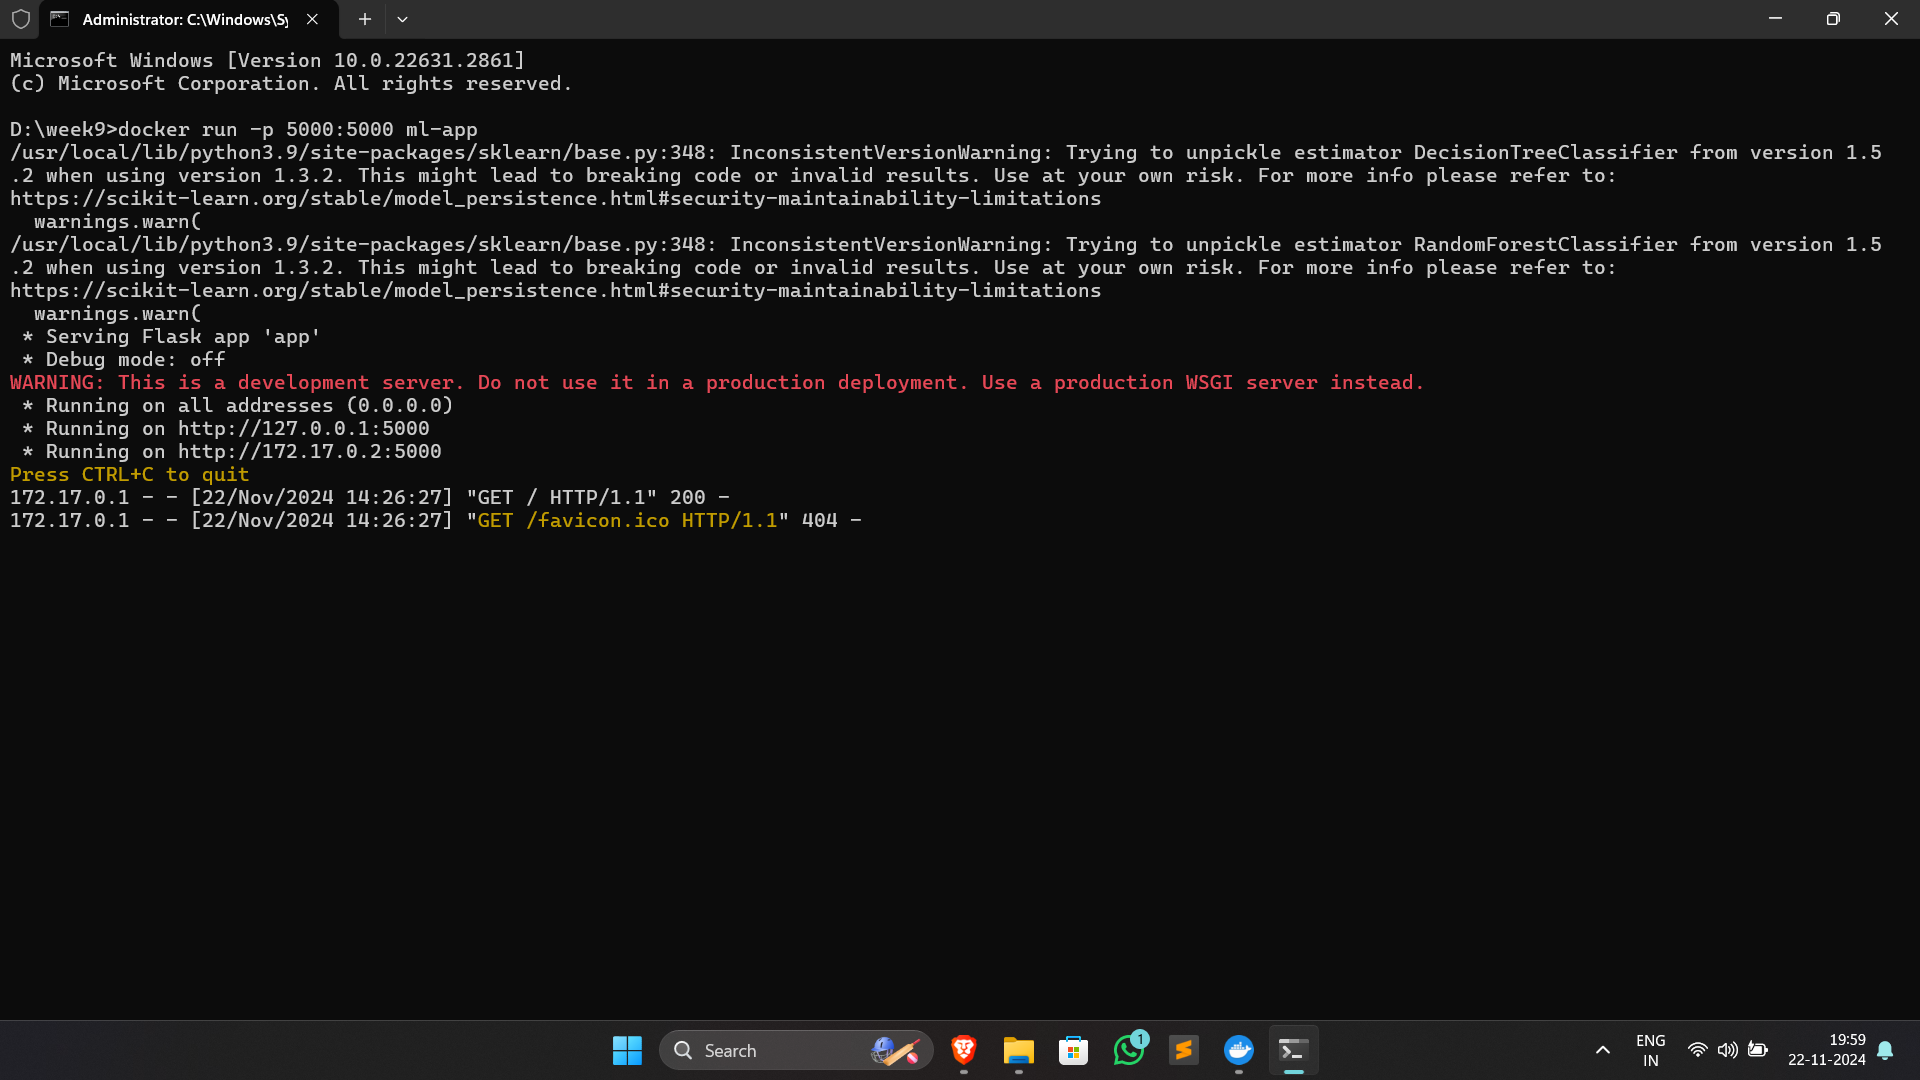 Administrator: C:\Windows\Sy
Microsoft Windows [Version 10.0.22631.2861]
(c) Microsoft Corporation. All rights reserved.
D:\week9>docker run -p 5000:5000 ml-app
/usr/local/lib/python3.9/site-packages/sklearn/base.py:348: InconsistentVersionWarning: Trying to unpickle estimator DecisionTreeClassifier from version 1.5
.2 when using version 1.3.2. This might lead to breaking code or invalid results. Use at your own risk. For more info please refer to:
https://scikit-learn.org/stable/model_persistence.html#security-maintainability-limitations
  warnings.warn(
/usr/local/lib/python3.9/site-packages/sklearn/base.py:348: InconsistentVersionWarning: Trying to unpickle estimator RandomForestClassifier from version 1.5
.2 when using version 1.3.2. This might lead to breaking code or invalid results. Use at your own risk. For more info please refer to:
https://scikit-learn.org/stable/model_persistence.html#security-maintainability-limitations
  warnings.warn(
 * Serving Flask app 'app'
 * Debug mode: off
WARNING: This is a development server. Do not use it in a production deployment. Use a production WSGI server instead.
 * Running on all addresses (0.0.0.0)
 * Running on http://127.0.0.1:5000
 * Running on http://172.17.0.2:5000
Press CTRL+C to quit
172.17.0.1 - - [22/Nov/2024 14:26:27] "GET / HTTP/1.1" 200 -
172.17.0.1 - - [22/Nov/2024 14:26:27] "GET /favicon.ico HTTP/1.1" 404 -
Search
1
ENG
IN
19:59
22-11-2024